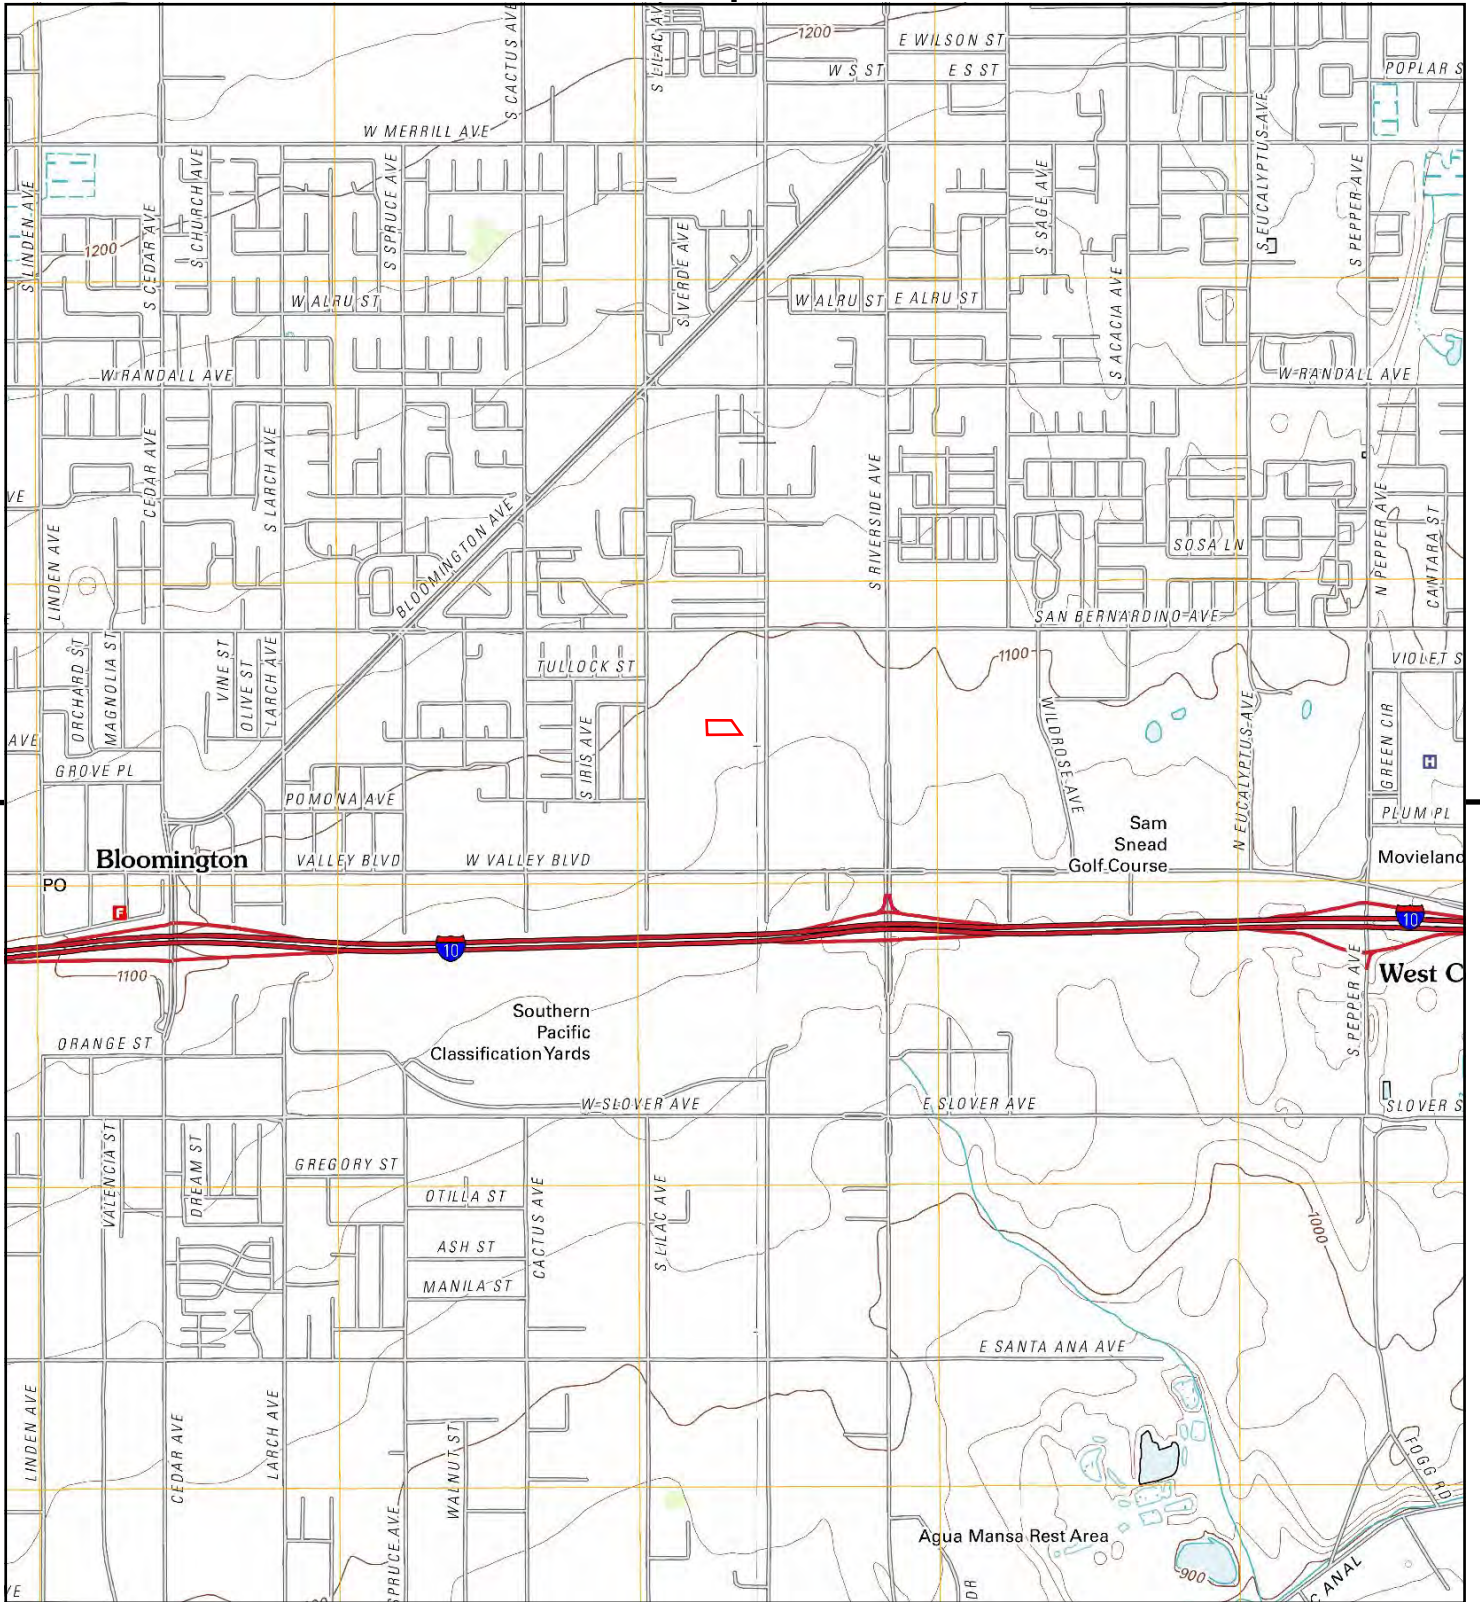 1200
E WILSON ST
S CACTUS AVE
S LILAC AVE
W S ST
E S ST
POPLAR S
W MERRILL AVE
S EUCALYPTUS AVE
S LINDEN AVE
S CEDAR AVE
S CHURCH AVE
S SPRUCE AVE
S VERDE AVE
S SAGE AVE
S PEPPER AVE
1200
W ALRU ST
W ALRU ST
E ALRU ST
S ACACIA AVE
W RANDALL AVE
W RANDALL AVE
VE
CEDAR AVE
S LARCH AVE
S RIVERSIDE AVE
N PEPPER AVE
CANTARA ST
LINDEN AVE
BLOOMINGTON AVE
SOSA LN
E
SAN BERNARDINO AVE
ORCHARD ST
MAGNOLIA ST
VINE ST
OLIVE ST
LARCH AVE
TULLOCK ST
1100
VIOLET S
AVE
S IRIS AVE
WILDROSE AVE
N EUCALYPTUS AVE
GREEN CIR
H
GROVE PL
POMONA AVE
PLUM PL
Sam
Snead
Golf Course
Bloomington
VALLEY BLVD
W VALLEY BLVD
Movieland
PO
F
10
10
1100
West C
S PEPPER AVE
Southern
Pacific
Classification Yards
ORANGE ST
W SLOVER AVE
E SLOVER AVE
SLOVER S
VALENCIA ST
DREAM ST
GREGORY ST
OTILLA ST
CACTUS AVE
S LILAC AVE
1000
ASH ST
MANILA ST
E SANTA ANA AVE
LINDEN AVE
CEDAR AVE
LARCH AVE
WALNUT ST
FOGG RD
SPRUCE AVE
Agua Mansa Rest Area
900
CANAL
DR
VE